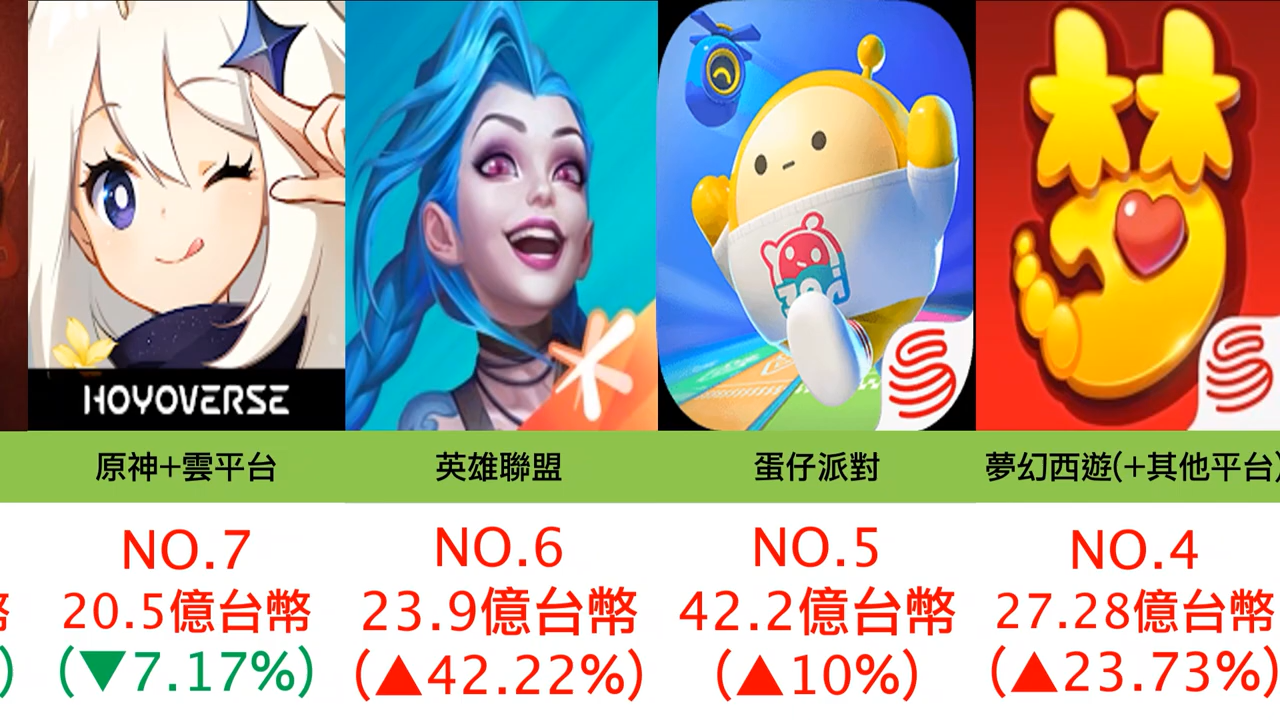 HOYOVERSE
原神+雲平台
NO.7
20.5億台幣
(▼7.17%)
英雄聯盟
NO.6
23.9億台幣
(▲42.22%)
蛋仔派對
NO.5
42.2億台幣
(▲10%)
夢幻西遊(+其他平台)
NO.4
27.28億台幣
(▲23.73%)
幣
)